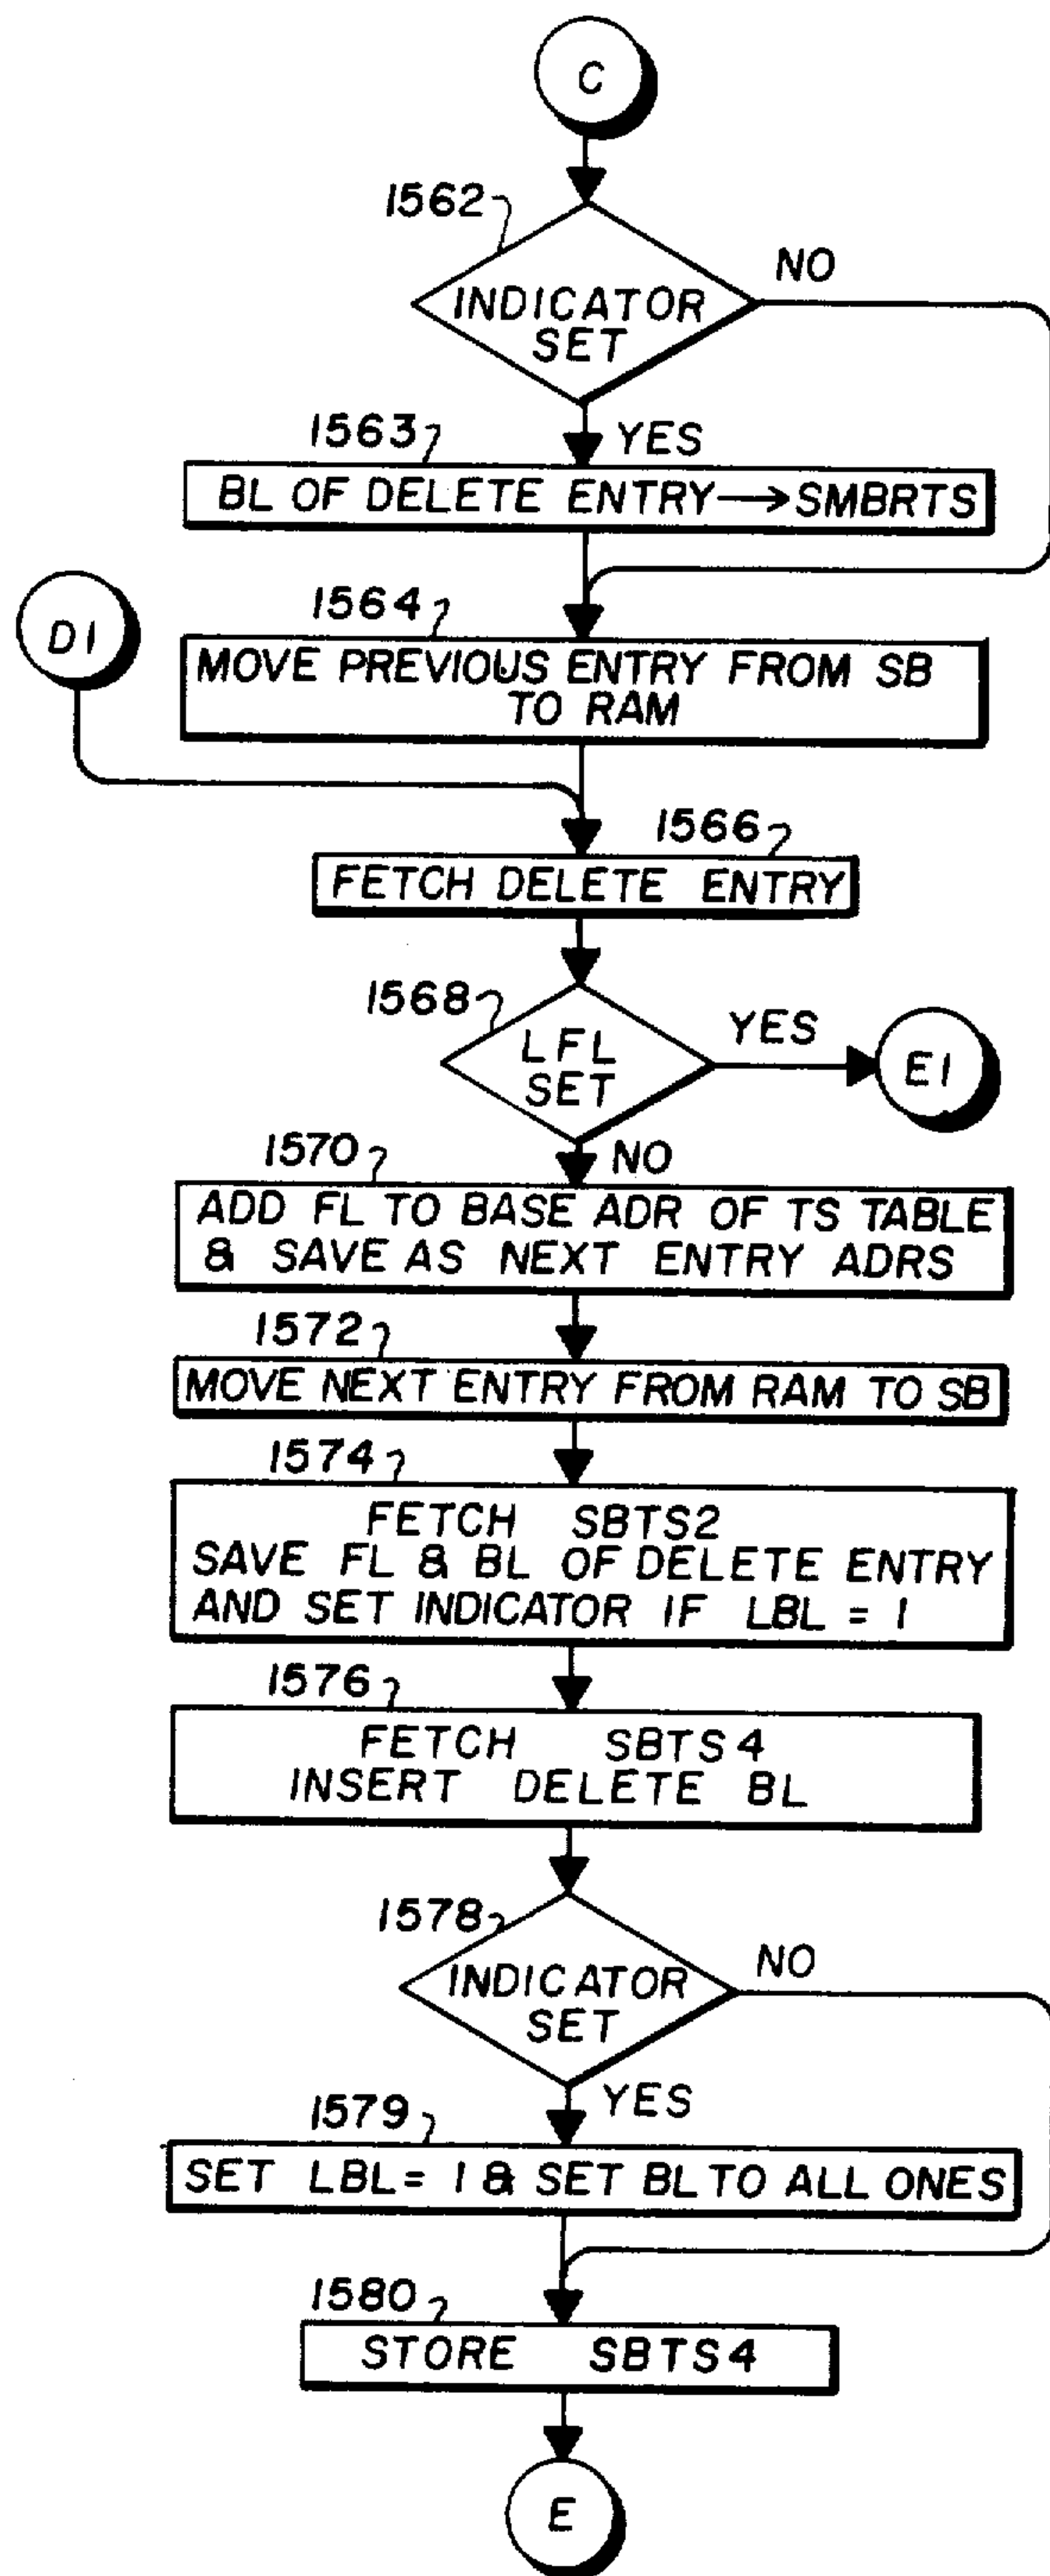 C
1562
NO
INDICATOR
SET
1563
YES
BL OF DELETE ENTRY→SMBRTS
1564
D1
MOVE PREVIOUS ENTRY FROM SB
TO RAM
1566
FETCH DELETE ENTRY
1568
YES
LFL
SET
E1
1570
NO
ADD FL TO BASE ADR OF TS TABLE
& SAVE AS NEXT ENTRY ADRS
1572
MOVE NEXT ENTRY FROM RAM TO SB
1574
FETCH SBTS2
SAVE FL & BL OF DELETE ENTRY
AND SET INDICATOR IF LBL = 1
1576
FETCH SBTS4
INSERT DELETE BL
1578
NO
INDICATOR
SET
YES
1579
SET LBL = 1 & SET BL TO ALL ONES
1580
STORE SBTS4
E